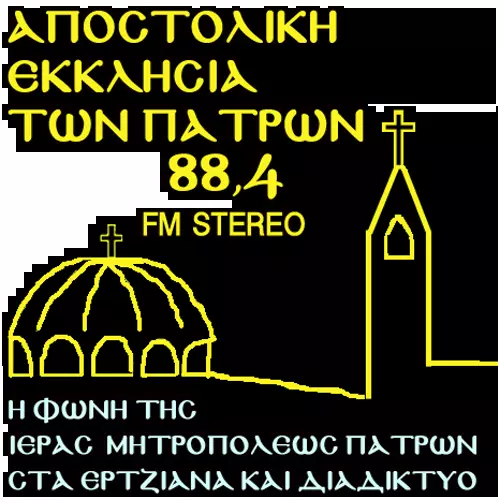 ΑΠΟΣΤΟΛΙΚΗ
ΕΚΚΛΗΣΙΑ
ΤΩΝ ΠΑΤΡΩΝ
88,4
FM STEREO
Η ΦΩΝΗ ΤΗΣ
ΙΕΡΑΣ ΜΗΤΡΟΠΟΛΕΩΣ ΠΑΤΡΩΝ
ΣΤΑ ΕΡΤΖΙΑΝΑ ΚΑΙ ΔΙΑΔΙΚΤΥΟ